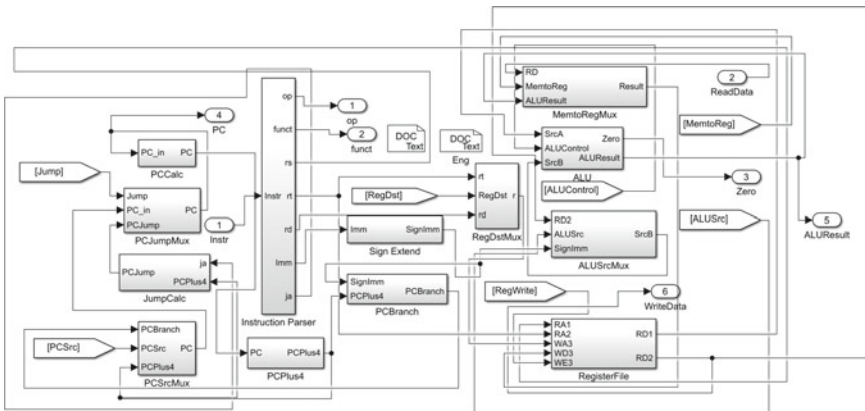 4
PC
PC_in PC
PCCalc
[Jump]
Jump
PC_in PC
PCJump
PCJumpMux
PCJump ja
PCPlus4
JumpCalc
PCBranch
[PCSrc]
PCSrc PC
PCPlus4
PCSrcMux
1
Instr
Instr
op
funct
rs
rt
rd
Imm
ja
Instruction Parser
1
op
2
funct
DOC
Text
DOC
Text
Eng
[RegDst]
rt
RegDst r
rd
RegDstMux
Imm SignImm
Sign Extend
SignImm
PCPlus4 PCBranch
PCBranch
PC PCPlus4
PCPlus4
RD
MemtoReg Result
ALUResult
MemtoRegMux
2
ReadData
[MemtoReg]
SrcA Zero
ALUControl
SrcB ALUResult
ALU
[ALUControl]
3
Zero
[ALUSrc]
5
ALUResult
RD2
ALUSrc SrcB
SignImm
ALUSrcMux
[RegWrite]
6
WriteData
RA1
RA2 RD1
WA3
WD3 RD2
WE3
RegisterFile